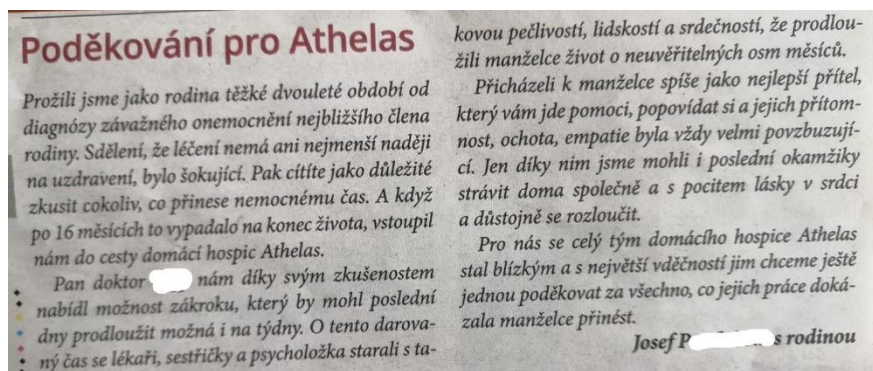 Poděkování pro Athelas
Prožili jsme jako rodina těžké dvouleté období od
diagnózy závažného onemocnění nejbližšího člena
rodiny. Sdělení, že léčení nemá ani nejmenší naději
na uzdravení, bylo šokující. Pak cítíte jako důležité
zkusit cokoliv, co přinese nemocnému čas. A když
po 16 měsících to vypadalo na konec života, vstoupil
nám do cesty domácí hospic Athelas.
Pan doktor nám díky svým zkušenostem
nabídl možnost zákroku, který by mohl poslední
dny prodloužit možná i na týdny. O tento darova-
ný čas se lékaři, sestřičky a psycholožka starali s ta-
kovou pečlivostí, lidskostí a srdečností, že prodlou-
žili manželce život o neuvěřitelných osm měsíců.
Přicházeli k manželce spíše jako nejlepší přítel,
který vám jde pomoci, popovídat si a jejich přítom-
nost, ochota, empatie byla vždy velmi povzbuzují-
cí. Jen díky nim jsme mohli i poslední okamžiky
strávit doma společně a s pocitem lásky v srdci
a důstojně se rozloučit.
Pro nás se celý tým domácího hospice Athelas
stal blízkým a s největší vděčností jim chceme ještě
jednou poděkovat za všechno, co jejich práce doká-
zala manželce přinést.
Josef P s rodinou